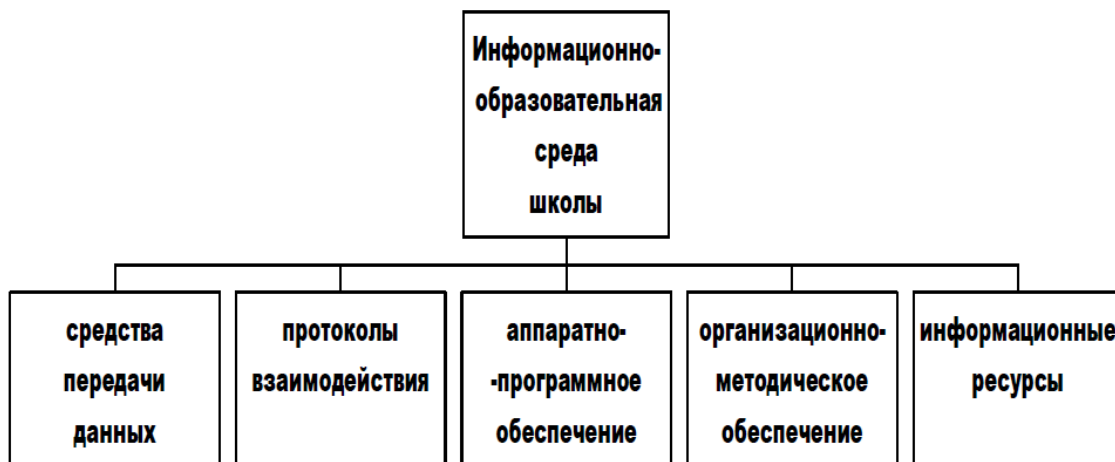 Информационно-
образовательная
среда
школы
средства
передачи
данных
протоколы
взаимодействия
аппаратно-
-программное
обеспечение
организационно-
методическое
обеспечение
информационные
ресурсы